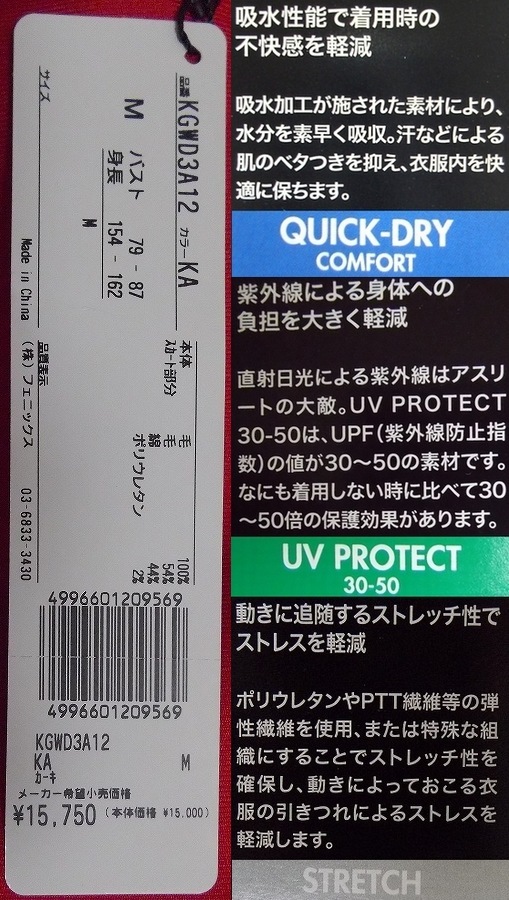 品番 KGWD3A12 カラー KA
サイズ
M バスト 79 - 87
身長 154 - 162
M
本体 毛 100%
スカート部分 毛 54%
綿 44%
ポリウレタン 2%
品質表示
Made in China (株) フェニックス 03-6833-3430
4996601209569
4996601209569
KGWD3A12
KA M
カーキ
メーカー希望小売価格
¥15,750 (本体価格 ¥15,000)
吸水性能で着用時の
不快感を軽減
吸水加工が施された素材により、
水分を素早く吸収。汗などによる
肌のベタつきを抑え、衣服内を快
適に保ちます。
QUICK-DRY
COMFORT
紫外線による身体への
負担を大きく軽減
直射日光による紫外線はアスリ
ートの大敵。UV PROTECT
30-50は、UPF(紫外線防止指
数)の値が30〜50の素材です。
なにも着用しない時に比べて30
〜50倍の保護効果があります。
UV PROTECT
30-50
動きに追随するストレッチ性で
ストレスを軽減
ポリウレタンやPTT繊維等の弾
性繊維を使用、または特殊な組
織にすることでストレッチ性を
確保し、動きによっておこる衣
服の引きつれによるストレスを
軽減します。
STRETCH